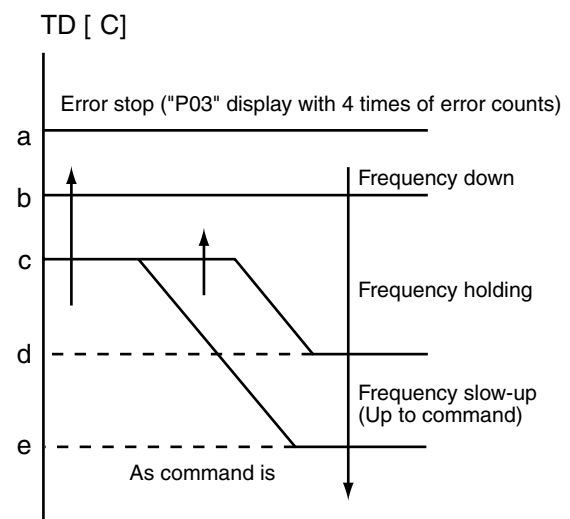 TD [ C]
Error stop ("P03" display with 4 times of error counts)
a
Frequency down
b
c
Frequency holding
d
Frequency slow-up
(Up to command)
e
As command is